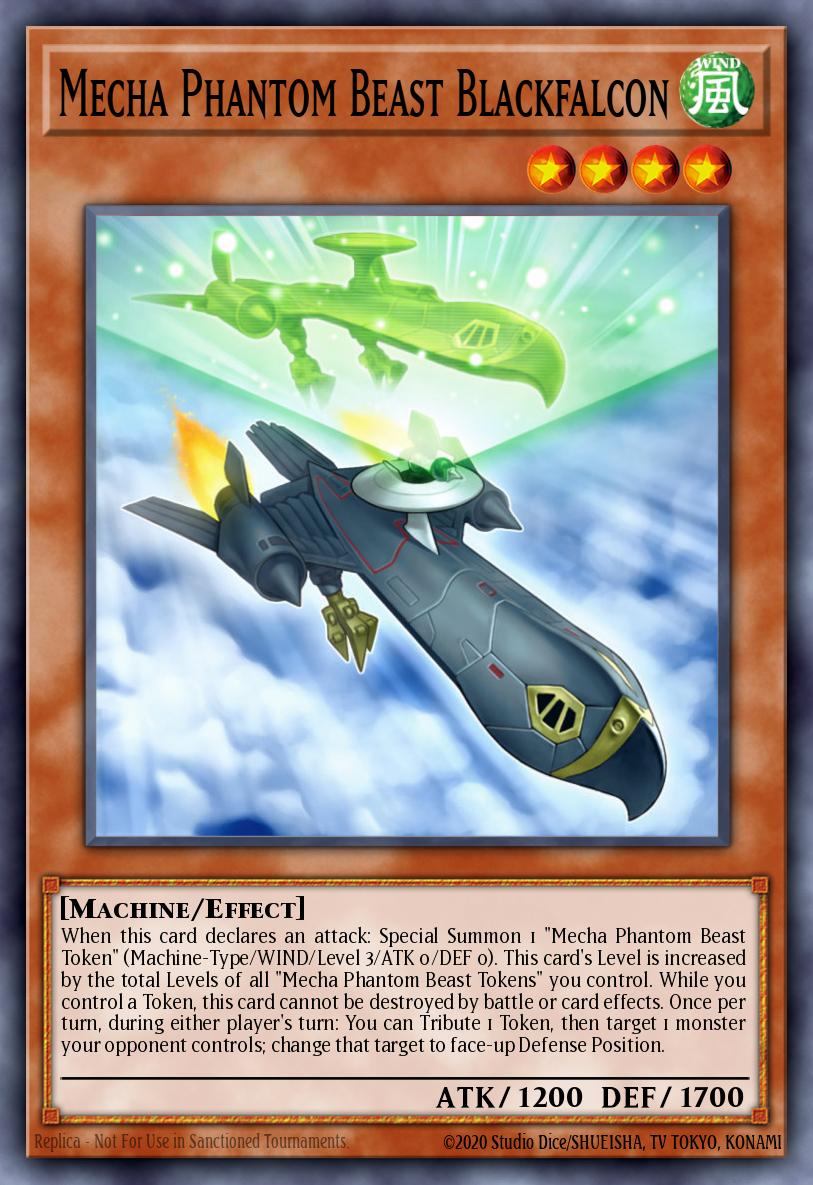 Mecha Phantom Beast Blackfalcon
WIND
風
[Machine/Effect]
When this card declares an attack: Special Summon 1 "Mecha Phantom Beast
Token" (Machine-Type/WIND/Level 3/ATK 0/DEF 0). This card's Level is increased
by the total Levels of all "Mecha Phantom Beast Tokens" you control. While you
control a Token, this card cannot be destroyed by battle or card effects. Once per
turn, during either player's turn: You can Tribute 1 Token, then target 1 monster
your opponent controls; change that target to face-up Defense Position.
ATK/1200 DEF/1700
Replica - Not For Use in Sanctioned Tournaments.
©2020 Studio Dice/SHUEISHA, TV TOKYO, KONAMI